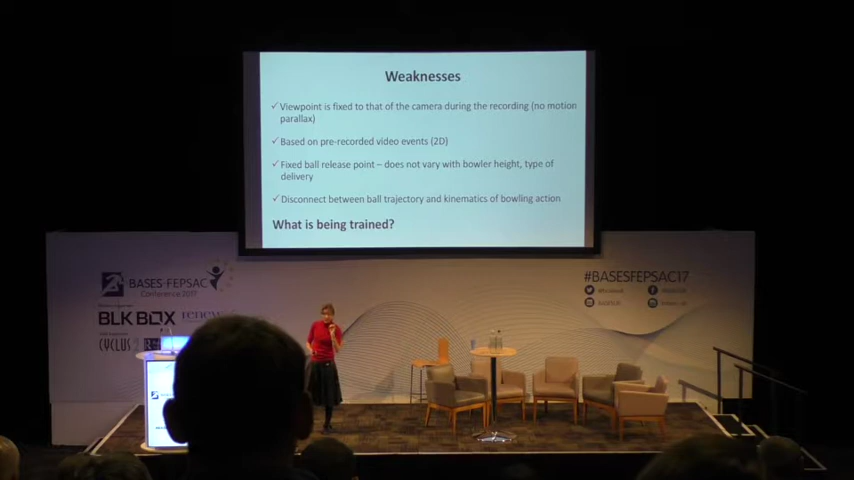 Weaknesses
✓ Viewpoint is fixed to that of the camera during the recording (no motion
parallax)
✓ Based on pre-recorded video events (2D)
✓ Fixed ball release point – does not vary with bowler height, type of
delivery
✓ Disconnect between ball trajectory and kinematics of bowling action
What is being trained?
BASES-FEPSAC
Conference 2017
BLK BOX
CYCLUS 2
#BASESFEPSAC17